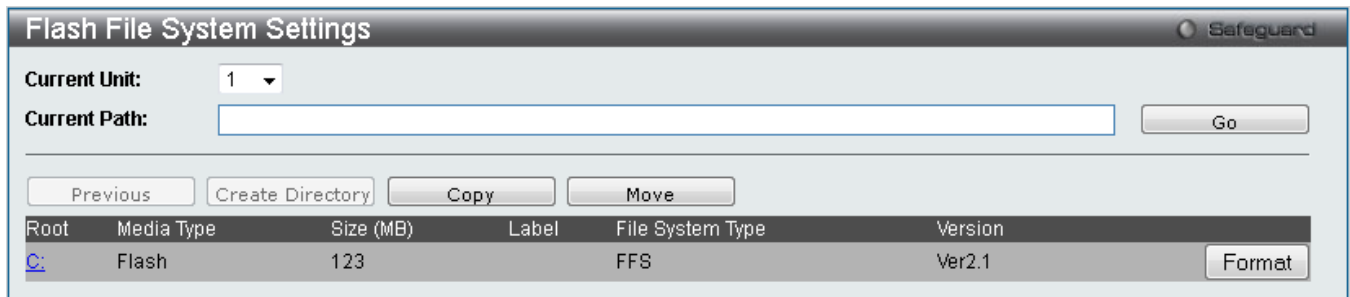 Flash File System Settings Safeguard
Current Unit: 1
Current Path: Go
Previous Create Directory Copy Move
Root Media Type Size (MB) Label File System Type Version
C: Flash 123 FFS Ver2.1 Format